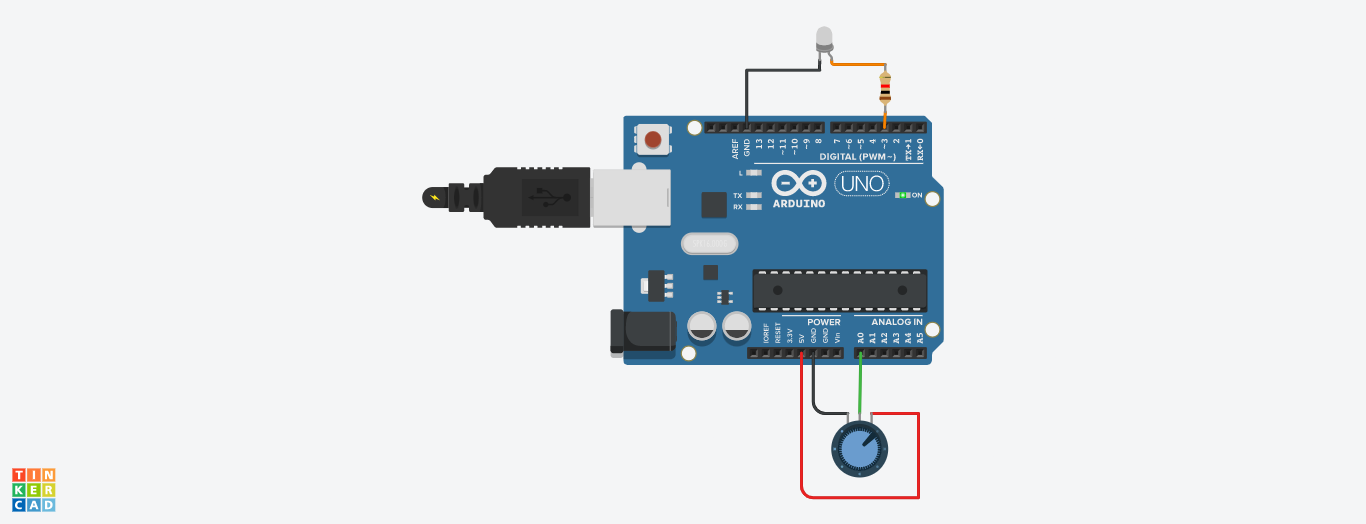 AREF
GND
13
12
~11
~10
~9
8
7
~6
~5
4
~3
2
TX→1
RX←0
DIGITAL (PWM~)
L
TX
RX
ARDUINO
UNO
ON
POWER
ANALOG IN
IOREF
RESET
3.3V
5V
GND
GND
Vin
A0
A1
A2
A3
A4
A5
TIN
KER
CAD